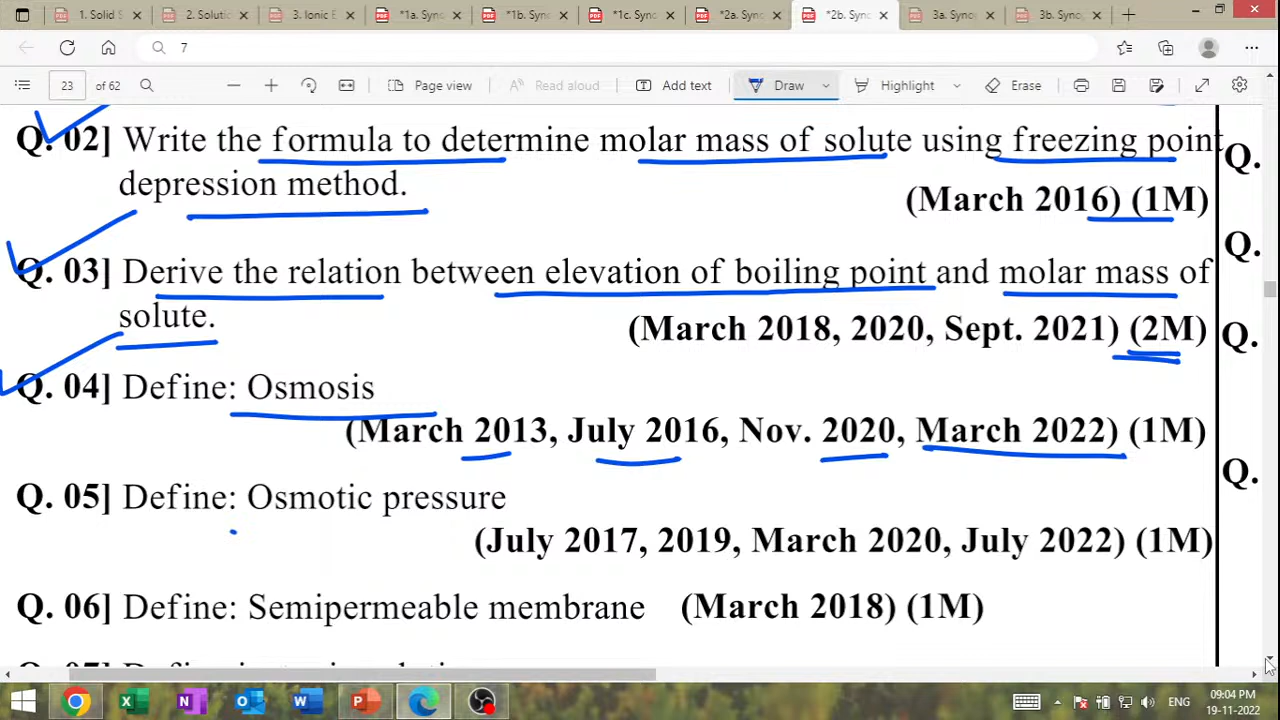 1. Solid S
2. Solutic
3. Ionic E
*1a. Sync
*1b. Sync
*1c. Sync
*2a. Sync
*2b. Sync
3a. Sync
3b. Sync
7
23 of 62
Page view
Read aloud
Add text
Draw
Highlight
Erase
Q. 02] Write the formula to determine molar mass of solute using freezing point
depression method.
(March 2016) (1M)
Q. 03] Derive the relation between elevation of boiling point and molar mass of
solute.
(March 2018, 2020, Sept. 2021) (2M)
Q. 04] Define: Osmosis
(March 2013, July 2016, Nov. 2020, March 2022) (1M)
Q. 05] Define: Osmotic pressure
(July 2017, 2019, March 2020, July 2022) (1M)
Q. 06] Define: Semipermeable membrane (March 2018) (1M)
Q.
Q.
Q.
Q.
ENG
09:04 PM
19-11-2022